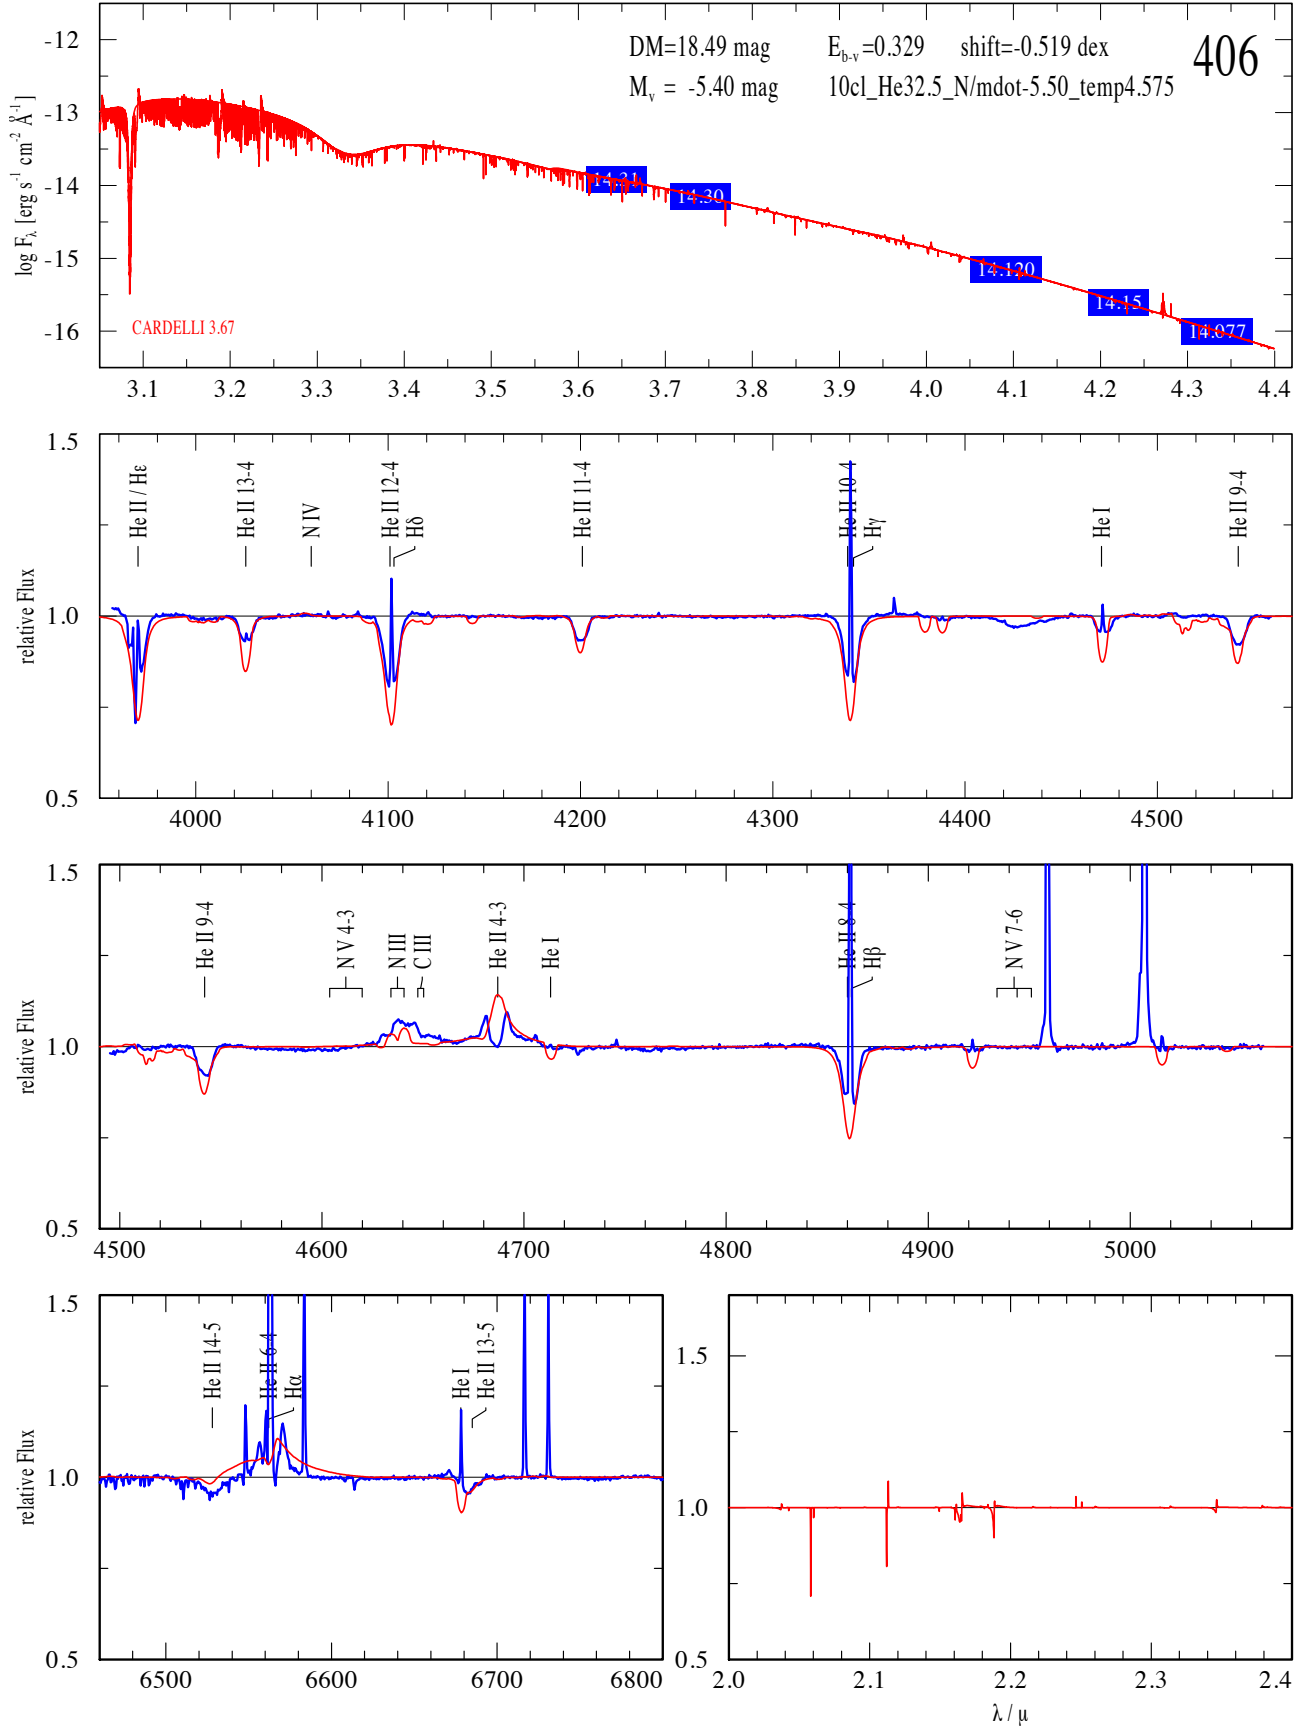 DM=18.49 mag E_b-v=0.329 shift=-0.519 dex 406
M_v = -5.40 mag 10cl_He32.5_N/mdot-5.50_temp4.575
log F_λ [erg s^-1 cm^-2 Å^-1]
-12
-13
-14
-15
-16
14.31
14.30
14.120
14.15
14.077
CARDELLI 3.67
3.1 3.2 3.3 3.4 3.5 3.6 3.7 3.8 3.9 4.0 4.1 4.2 4.3 4.4
relative Flux
1.5
1.0
0.5
He II / Hε
He II 13-4
N IV
He II 12-4
Hδ
He II 11-4
He II 10-4
Hγ
He I
He II 9-4
4000 4100 4200 4300 4400 4500
relative Flux
1.5
1.0
0.5
He II 9-4
N V 4-3
N III
C III
He II 4-3
He I
He II 8-4
Hβ
N V 7-6
4500 4600 4700 4800 4900 5000
relative Flux
1.5
1.0
0.5
He II 14-5
He II 6-4
Hα
He I
He II 13-5
6500 6600 6700 6800
1.5
1.0
0.5
2.0 2.1 2.2 2.3 2.4
λ / μ